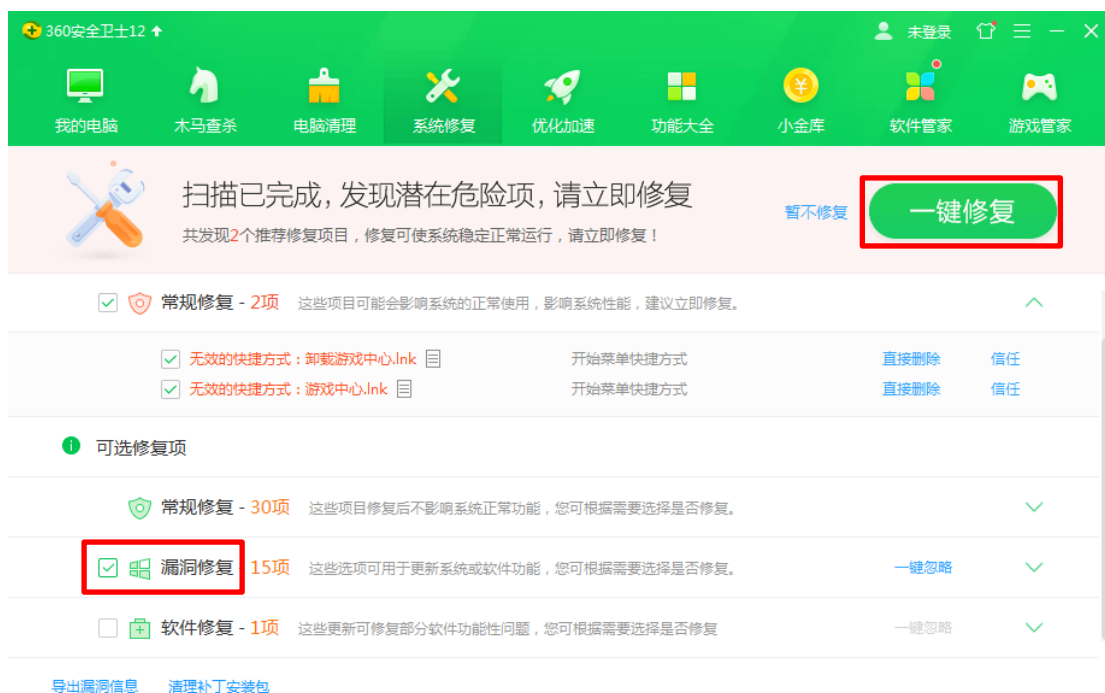 360安全卫士12
未登录
我的电脑 木马查杀 电脑清理 系统修复 优化加速 功能大全 小金库 软件管家 游戏管家
扫描已完成, 发现潜在危险项, 请立即修复
共发现2个推荐修复项目，修复可使系统稳定正常运行，请立即修复！
暂不修复 一键修复
常规修复 - 2项 这些项目可能会影响系统的正常使用，影响系统性能，建议立即修复。
无效的快捷方式：卸载游戏中心.lnk 开始菜单快捷方式 直接删除 信任
无效的快捷方式：游戏中心.lnk 开始菜单快捷方式 直接删除 信任
可选修复项
常规修复 - 30项 这些项目修复后不影响系统正常功能，您可根据需要选择是否修复。
漏洞修复 - 15项 这些选项可用于更新系统或软件功能，您可根据需要选择是否修复。 一键忽略
软件修复 - 1项 这些更新可修复部分软件功能性问题，您可根据需要选择是否修复 一键忽略
导出漏洞信息 清理补丁安装包